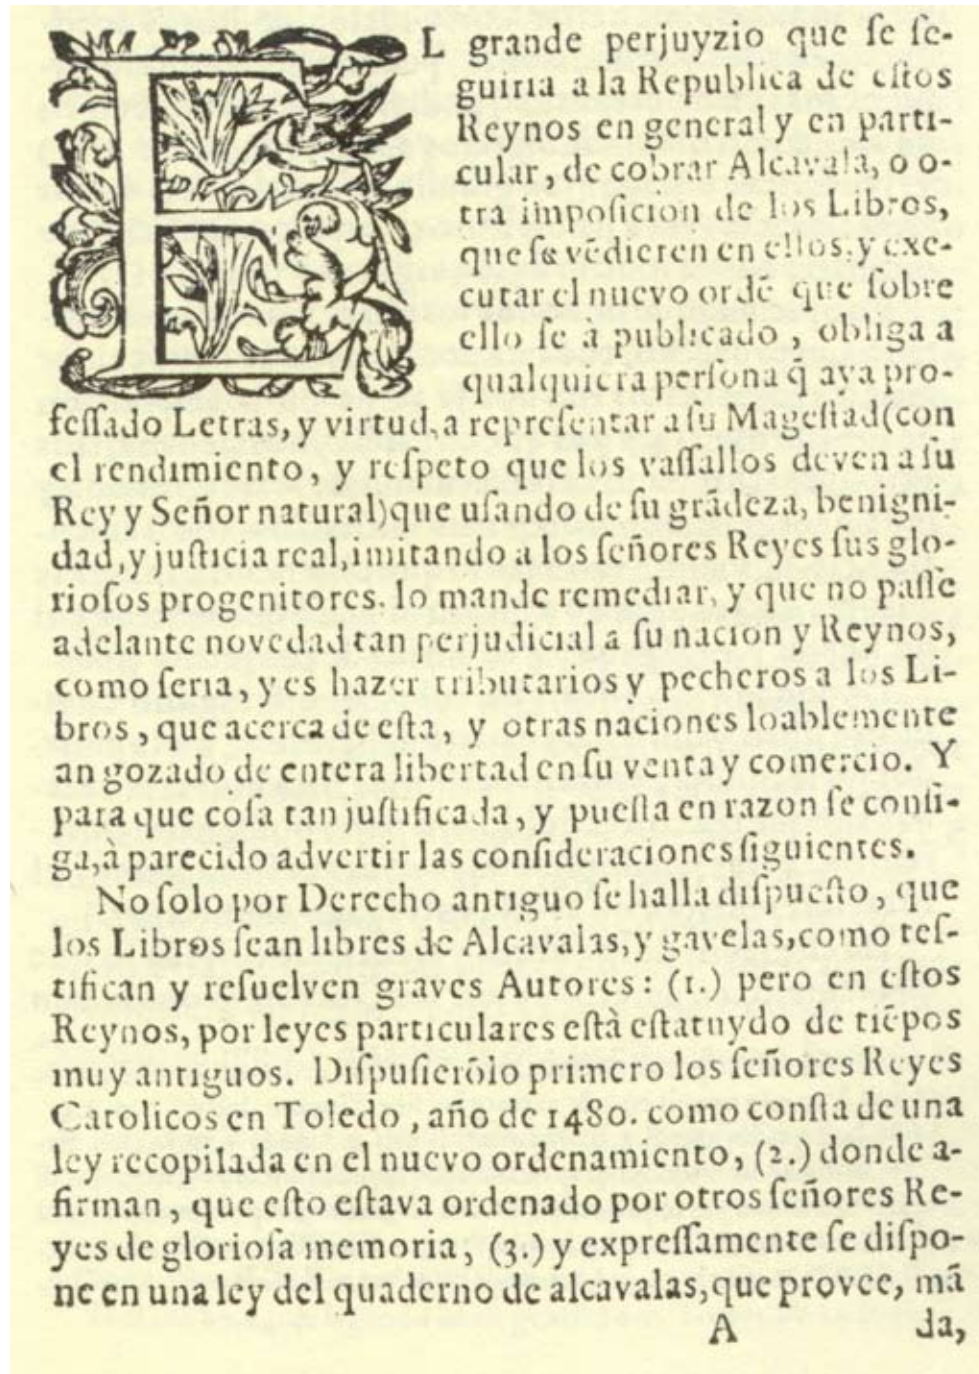 EL grande perjuyzio que ſe ſe-
guiria a la Republica de eſtos
Reynos en general y en parti-
cular, de cobrar Alcavala, o o-
tra impoſicion de los Libros,
que ſe vẽdieren en ellos, y exe-
cutar el nuevo ordẽ que ſobre
ello ſe à publicado, obliga a
qualquiera perſona q̃ aya pro-
feſſado Letras, y virtud, a repreſentar a ſu Mageſtad(con
el rendimiento, y reſpeto que los vaſſallos deven a ſu
Rey y Señor natural)que uſando de ſu grãdeza, benigni-
dad, y juſticia real, imitando a los ſeñores Reyes ſus glo-
rioſos progenitores. lo mande remediar, y que no paſſe
adelante novedad tan perjudicial a ſu nacion y Reynos,
como ſeria, y es hazer tributarios y pecheros a los Li-
bros, que acerca de eſta, y otras naciones loablemente
an gozado de entera libertad en ſu venta y comercio. Y
para que coſa tan juſtificada, y pueſta en razon ſe conſi-
ga, à parecido advertir las conſideraciones ſiguientes.
No ſolo por Derecho antiguo ſe halla diſpueſto, que
los Libros ſean libres de Alcavalas, y gavelas, como teſ-
tifican y reſuelven graves Autores: (1.) pero en eſtos
Reynos, por leyes particulares eſtà eſtatuydo de tiẽpos
muy antiguos. Diſpuſierõlo primero los ſeñores Reyes
Catolicos en Toledo, año de 1480. como conſta de una
ley recopilada en el nuevo ordenamiento, (2.) donde a-
firman, que eſto eſtava ordenado por otros ſeñores Re-
yes de glorioſa memoria, (3.) y expreſſamente ſe diſpo-
ne en una ley del quaderno de alcavalas, que provee, mã
A da,